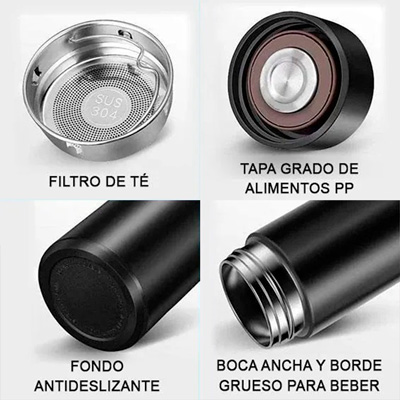 SUS
304
FILTRO DE TÉ
TAPA GRADO DE
ALIMENTOS PP
FONDO
ANTIDESLIZANTE
BOCA ANCHA Y BORDE
GRUESO PARA BEBER